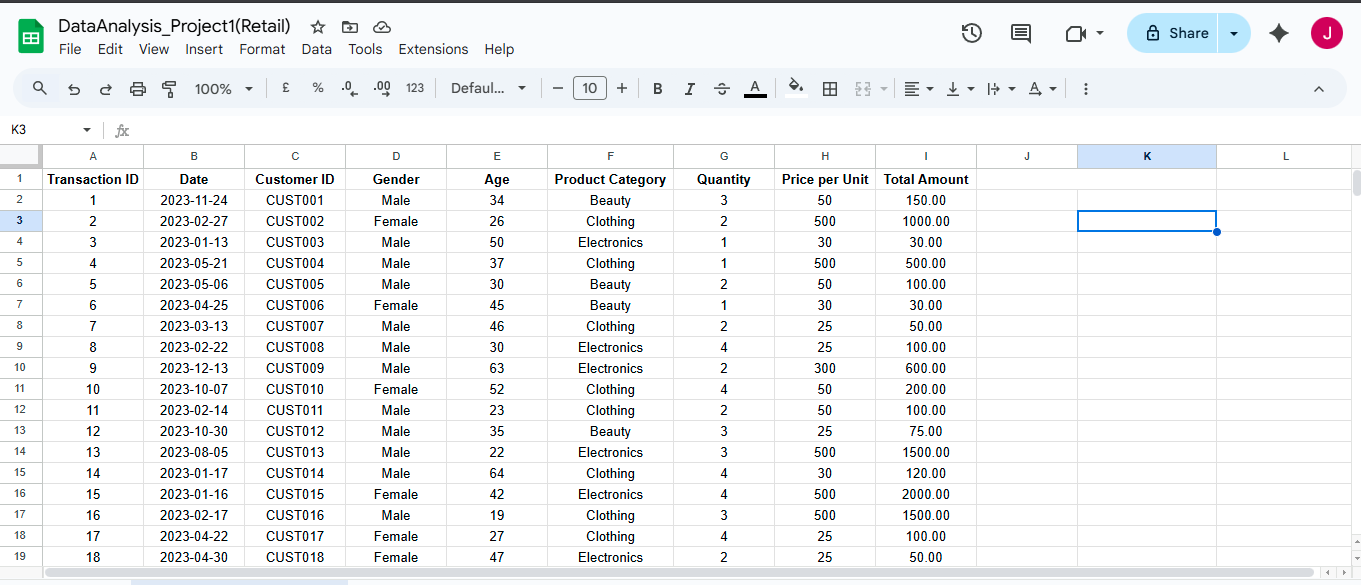 DataAnalysis_Project1(Retail)
File Edit View Insert Format Data Tools Extensions Help
Share
J
100% £ % .0 .00 123 Defaul... 10 B I S A A
K3 fx
A B C D E F G H I J K L
1 Transaction ID Date Customer ID Gender Age Product Category Quantity Price per Unit Total Amount
2 1 2023-11-24 CUST001 Male 34 Beauty 3 50 150.00
3 2 2023-02-27 CUST002 Female 26 Clothing 2 500 1000.00
4 3 2023-01-13 CUST003 Male 50 Electronics 1 30 30.00
5 4 2023-05-21 CUST004 Male 37 Clothing 1 500 500.00
6 5 2023-05-06 CUST005 Male 30 Beauty 2 50 100.00
7 6 2023-04-25 CUST006 Female 45 Beauty 1 30 30.00
8 7 2023-03-13 CUST007 Male 46 Clothing 2 25 50.00
9 8 2023-02-22 CUST008 Male 30 Electronics 4 25 100.00
10 9 2023-12-13 CUST009 Male 63 Electronics 2 300 600.00
11 10 2023-10-07 CUST010 Female 52 Clothing 4 50 200.00
12 11 2023-02-14 CUST011 Male 23 Clothing 2 50 100.00
13 12 2023-10-30 CUST012 Male 35 Beauty 3 25 75.00
14 13 2023-08-05 CUST013 Male 22 Electronics 3 500 1500.00
15 14 2023-01-17 CUST014 Male 64 Clothing 4 30 120.00
16 15 2023-01-16 CUST015 Female 42 Electronics 4 500 2000.00
17 16 2023-02-17 CUST016 Male 19 Clothing 3 500 1500.00
18 17 2023-04-22 CUST017 Female 27 Clothing 4 25 100.00
19 18 2023-04-30 CUST018 Female 47 Electronics 2 25 50.00